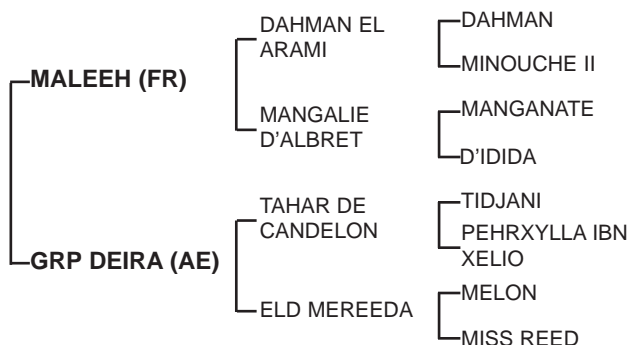 MALEEH (FR)
DAHMAN EL
ARAMI
DAHMAN
MINOUCHE II
MANGALIE
D'ALBRET
MANGANATE
D'IDIDA
GRP DEIRA (AE)
TAHAR DE
CANDELON
TIDJANI
PEHRXYLLA IBN
XELIO
ELD MEREEDA
MELON
MISS REED